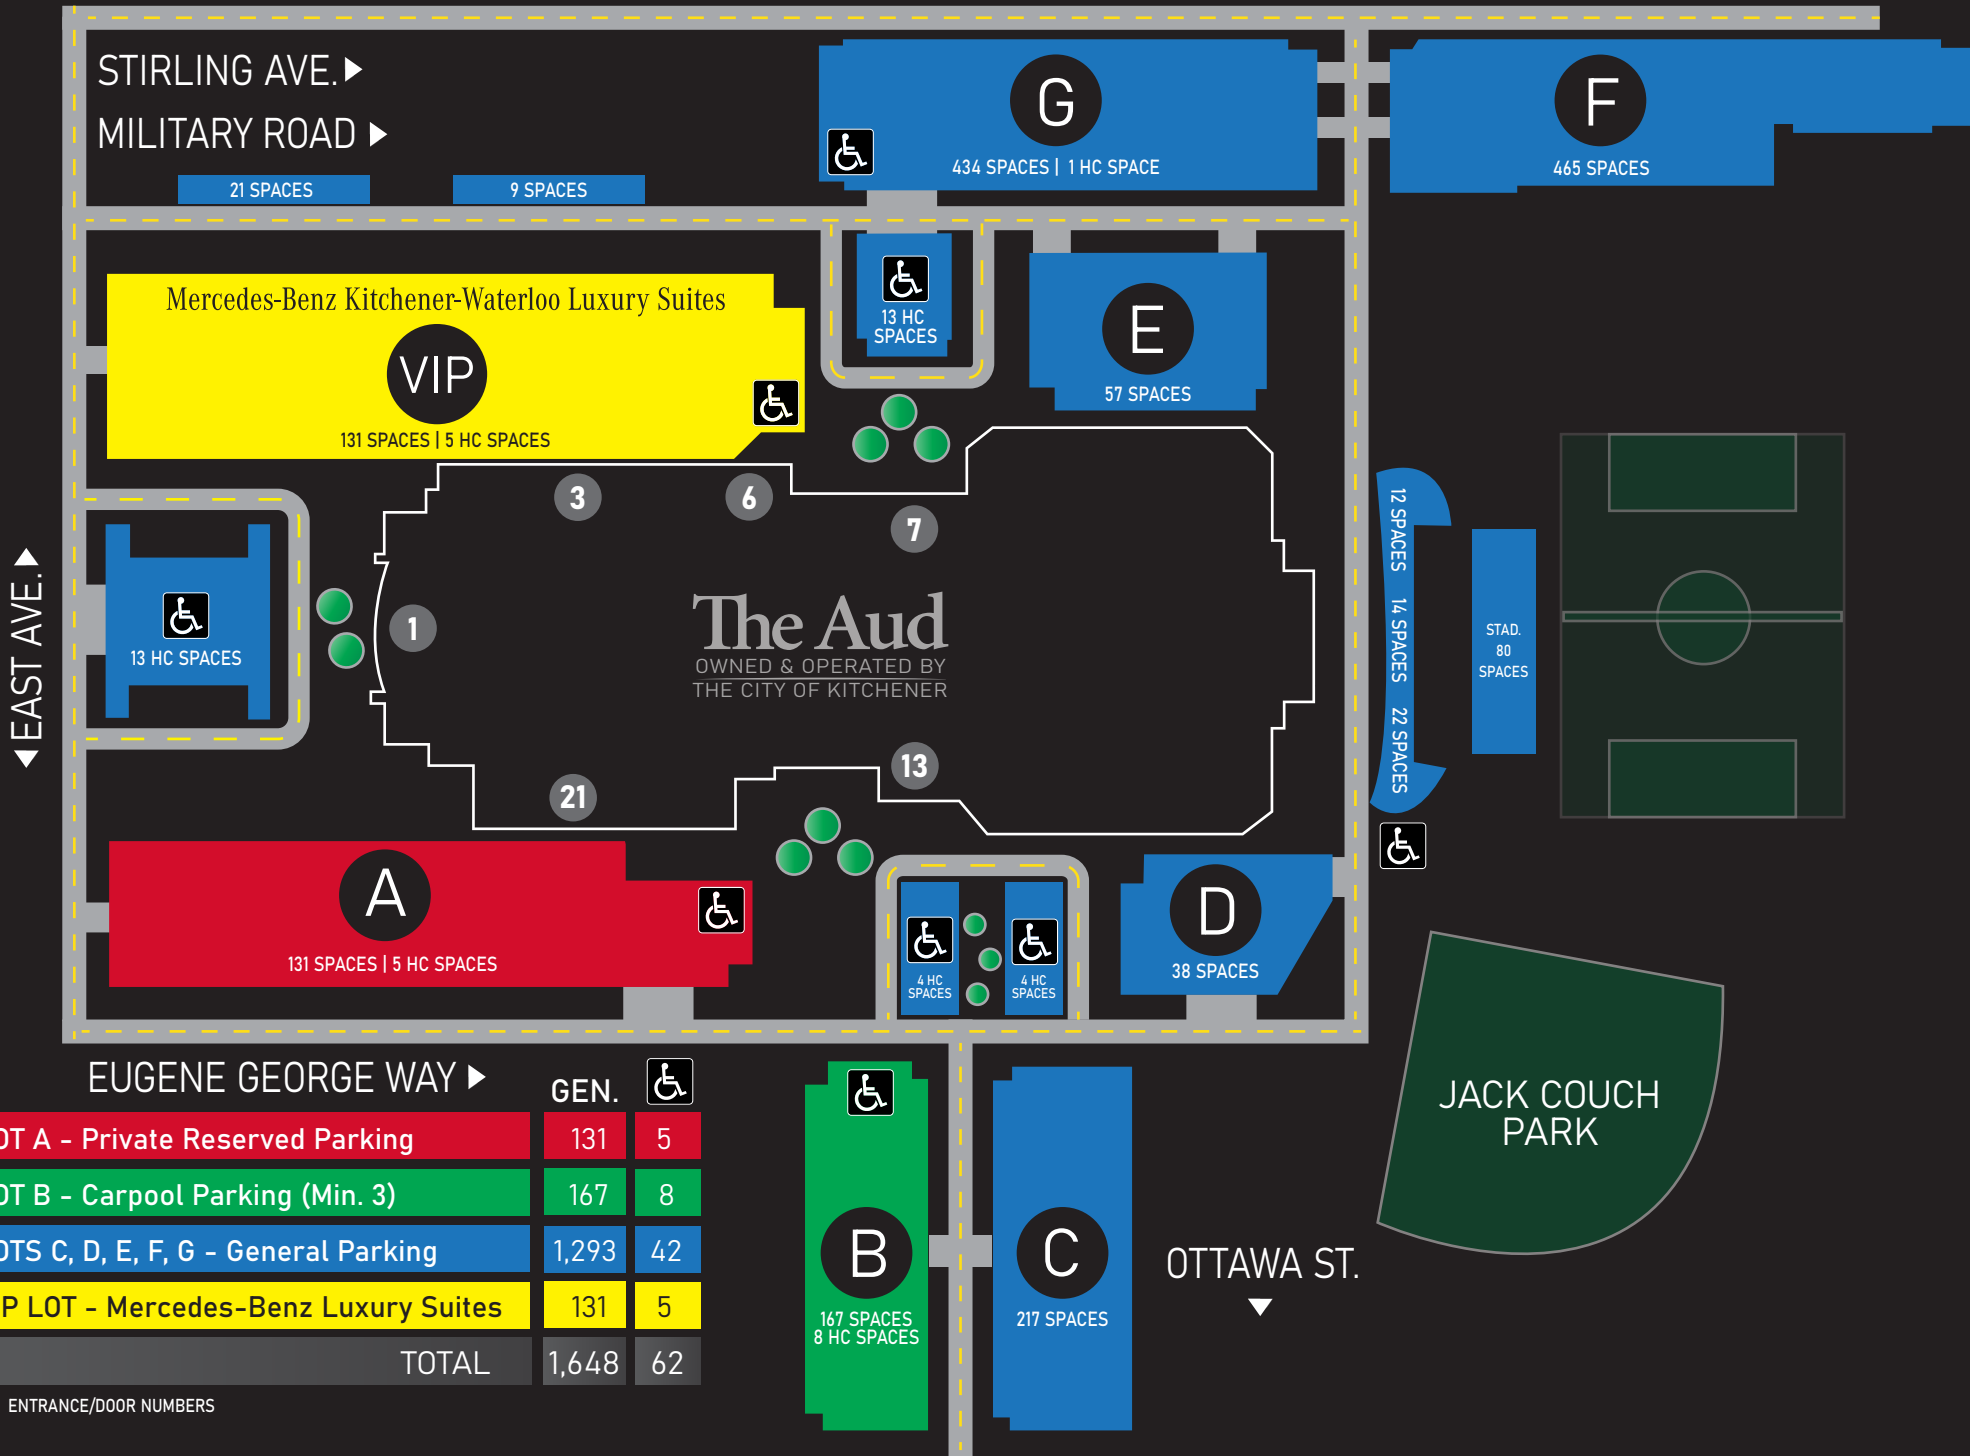 STIRLING AVE.
MILITARY ROAD
21 SPACES
9 SPACES
G
434 SPACES | 1 HC SPACE
F
465 SPACES
Mercedes-Benz Kitchener-Waterloo Luxury Suites
VIP
131 SPACES | 5 HC SPACES
13 HC
SPACES
E
57 SPACES
3
6
7
1
13 HC SPACES
EAST AVE.
The Aud
OWNED & OPERATED BY
THE CITY OF KITCHENER
12 SPACES
14 SPACES
22 SPACES
STAD.
80
SPACES
13
21
A
131 SPACES | 5 HC SPACES
4 HC
SPACES
4 HC
SPACES
D
38 SPACES
JACK COUCH
PARK
EUGENE GEORGE WAY
GEN.
OT A - Private Reserved Parking 131 5
OT B - Carpool Parking (Min. 3) 167 8
OTS C, D, E, F, G - General Parking 1,293 42
P LOT - Mercedes-Benz Luxury Suites 131 5
TOTAL 1,648 62
ENTRANCE/DOOR NUMBERS
B
167 SPACES
8 HC SPACES
C
217 SPACES
OTTAWA ST.